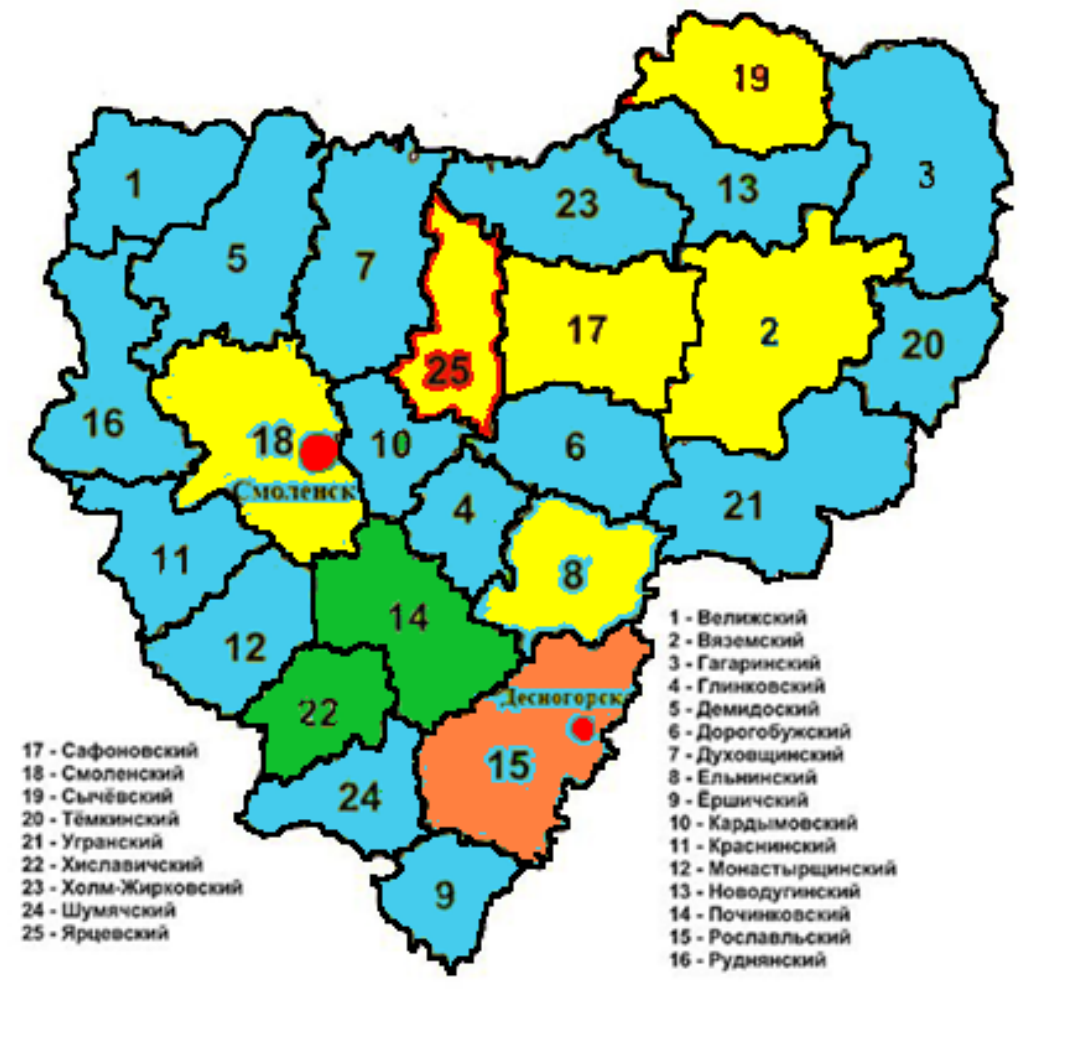 19
1
3
13
23
5
7
17
2
20
25
16
18
10
6
Смоленск
4
21
11
8
14
12
Десногорск
22
15
24
9
1 - Велижский
2 - Вяземский
3 - Гагаринский
4 - Глинковский
5 - Демидоский
6 - Дорогобужский
7 - Духовщинский
8 - Ельнинский
9 - Ёршичский
10 - Кардымовский
11 - Краснинский
12 - Монастырщинский
13 - Новодугинский
14 - Починковский
15 - Рославльский
16 - Руднянский
17 - Сафоновский
18 - Смоленский
19 - Сычёвский
20 - Тёмкинский
21 - Угранский
22 - Хиславичский
23 - Холм-Жирковский
24 - Шумячский
25 - Ярцевский